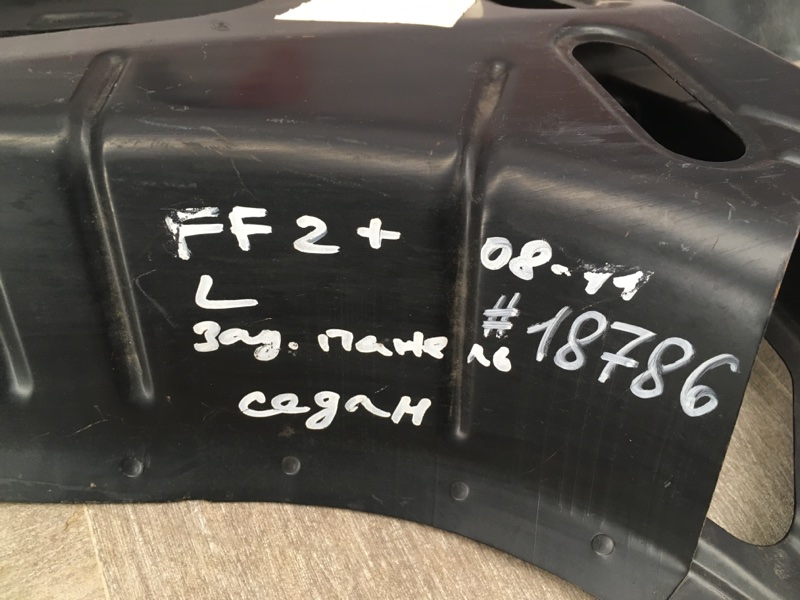 FF2+
08-11
L
#18786
Зад. панель
седан